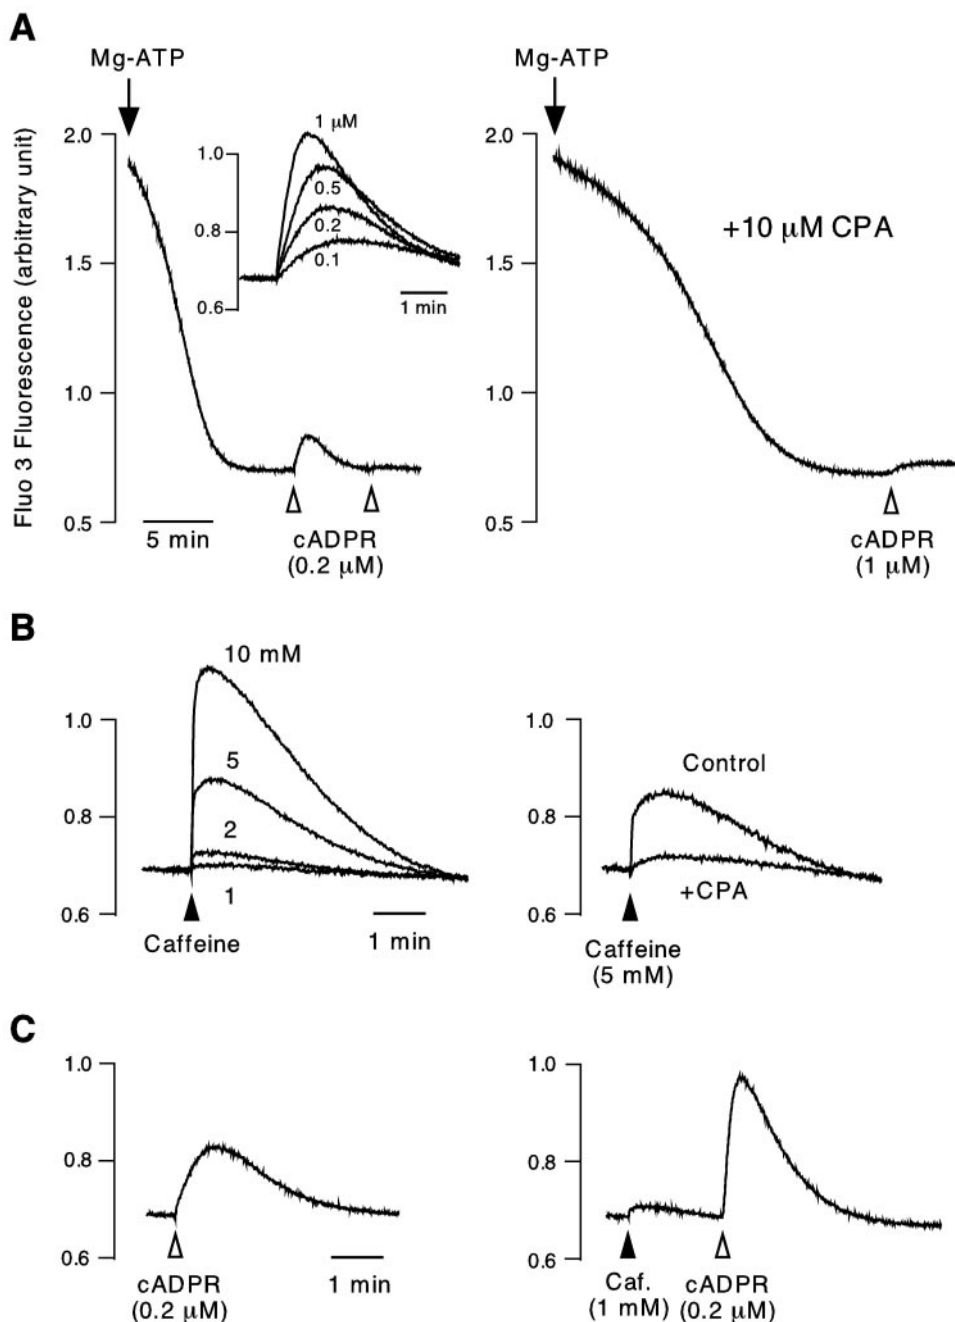 A
Mg-ATP
Fluo 3 Fluorescence (arbitrary unit)
2.0
1.5
1.0
0.5
1.0
0.8
0.6
1 μM
0.5
0.2
0.1
1 min
5 min
cADPR
(0.2 μM)
Mg-ATP
2.0
1.5
1.0
0.5
+10 μM CPA
cADPR
(1 μM)
B
1.0
0.8
0.6
10 mM
5
2
1
Caffeine
1 min
1.0
0.8
0.6
Control
+CPA
Caffeine
(5 mM)
C
1.0
0.8
0.6
cADPR
(0.2 μM)
1 min
1.0
0.8
0.6
Caf.
(1 mM)
cADPR
(0.2 μM)